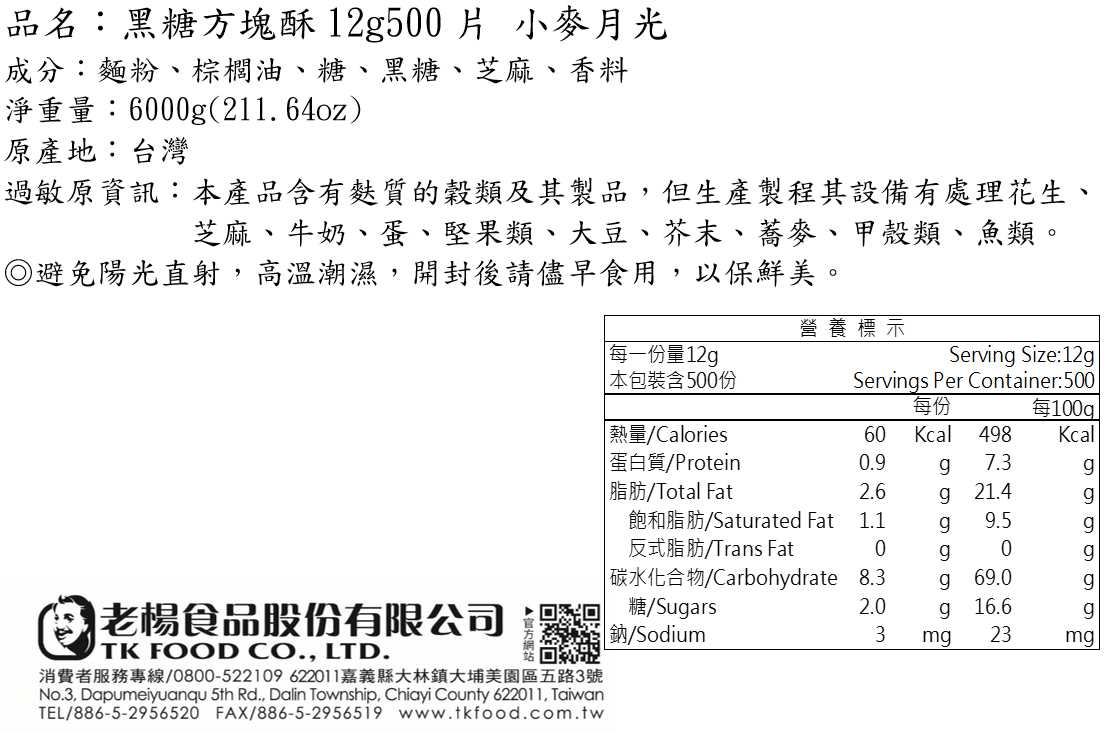 品名：黑糖方塊酥12g500片 小麥月光
成分：麵粉、棕櫚油、糖、黑糖、芝麻、香料
淨重量：6000g(211.64oz)
原產地：台灣
過敏原資訊：本產品含有麩質的穀類及其製品，但生產製程其設備有處理花生、
芝麻、牛奶、蛋、堅果類、大豆、芥末、蕎麥、甲殼類、魚類。
◎避免陽光直射，高溫潮濕，開封後請儘早食用，以保鮮美。
營養標示
每一份量12g Serving Size:12g
本包裝含500份 Servings Per Container:500
每份 每100g
熱量/Calories 60 Kcal 498 Kcal
蛋白質/Protein 0.9 g 7.3 g
脂肪/Total Fat 2.6 g 21.4 g
飽和脂肪/Saturated Fat 1.1 g 9.5 g
反式脂肪/Trans Fat 0 g 0 g
碳水化合物/Carbohydrate 8.3 g 69.0 g
糖/Sugars 2.0 g 16.6 g
鈉/Sodium 3 mg 23 mg
老楊食品股份有限公司
TK FOOD CO., LTD.
▶官方網站
消費者服務專線/0800-522109 622011嘉義縣大林鎮大埔美園區五路3號
No.3, Dapumeiyuanqu 5th Rd., Dalin Township, Chiayi County 622011, Taiwan
TEL/886-5-2956520 FAX/886-5-2956519 www.tkfood.com.tw